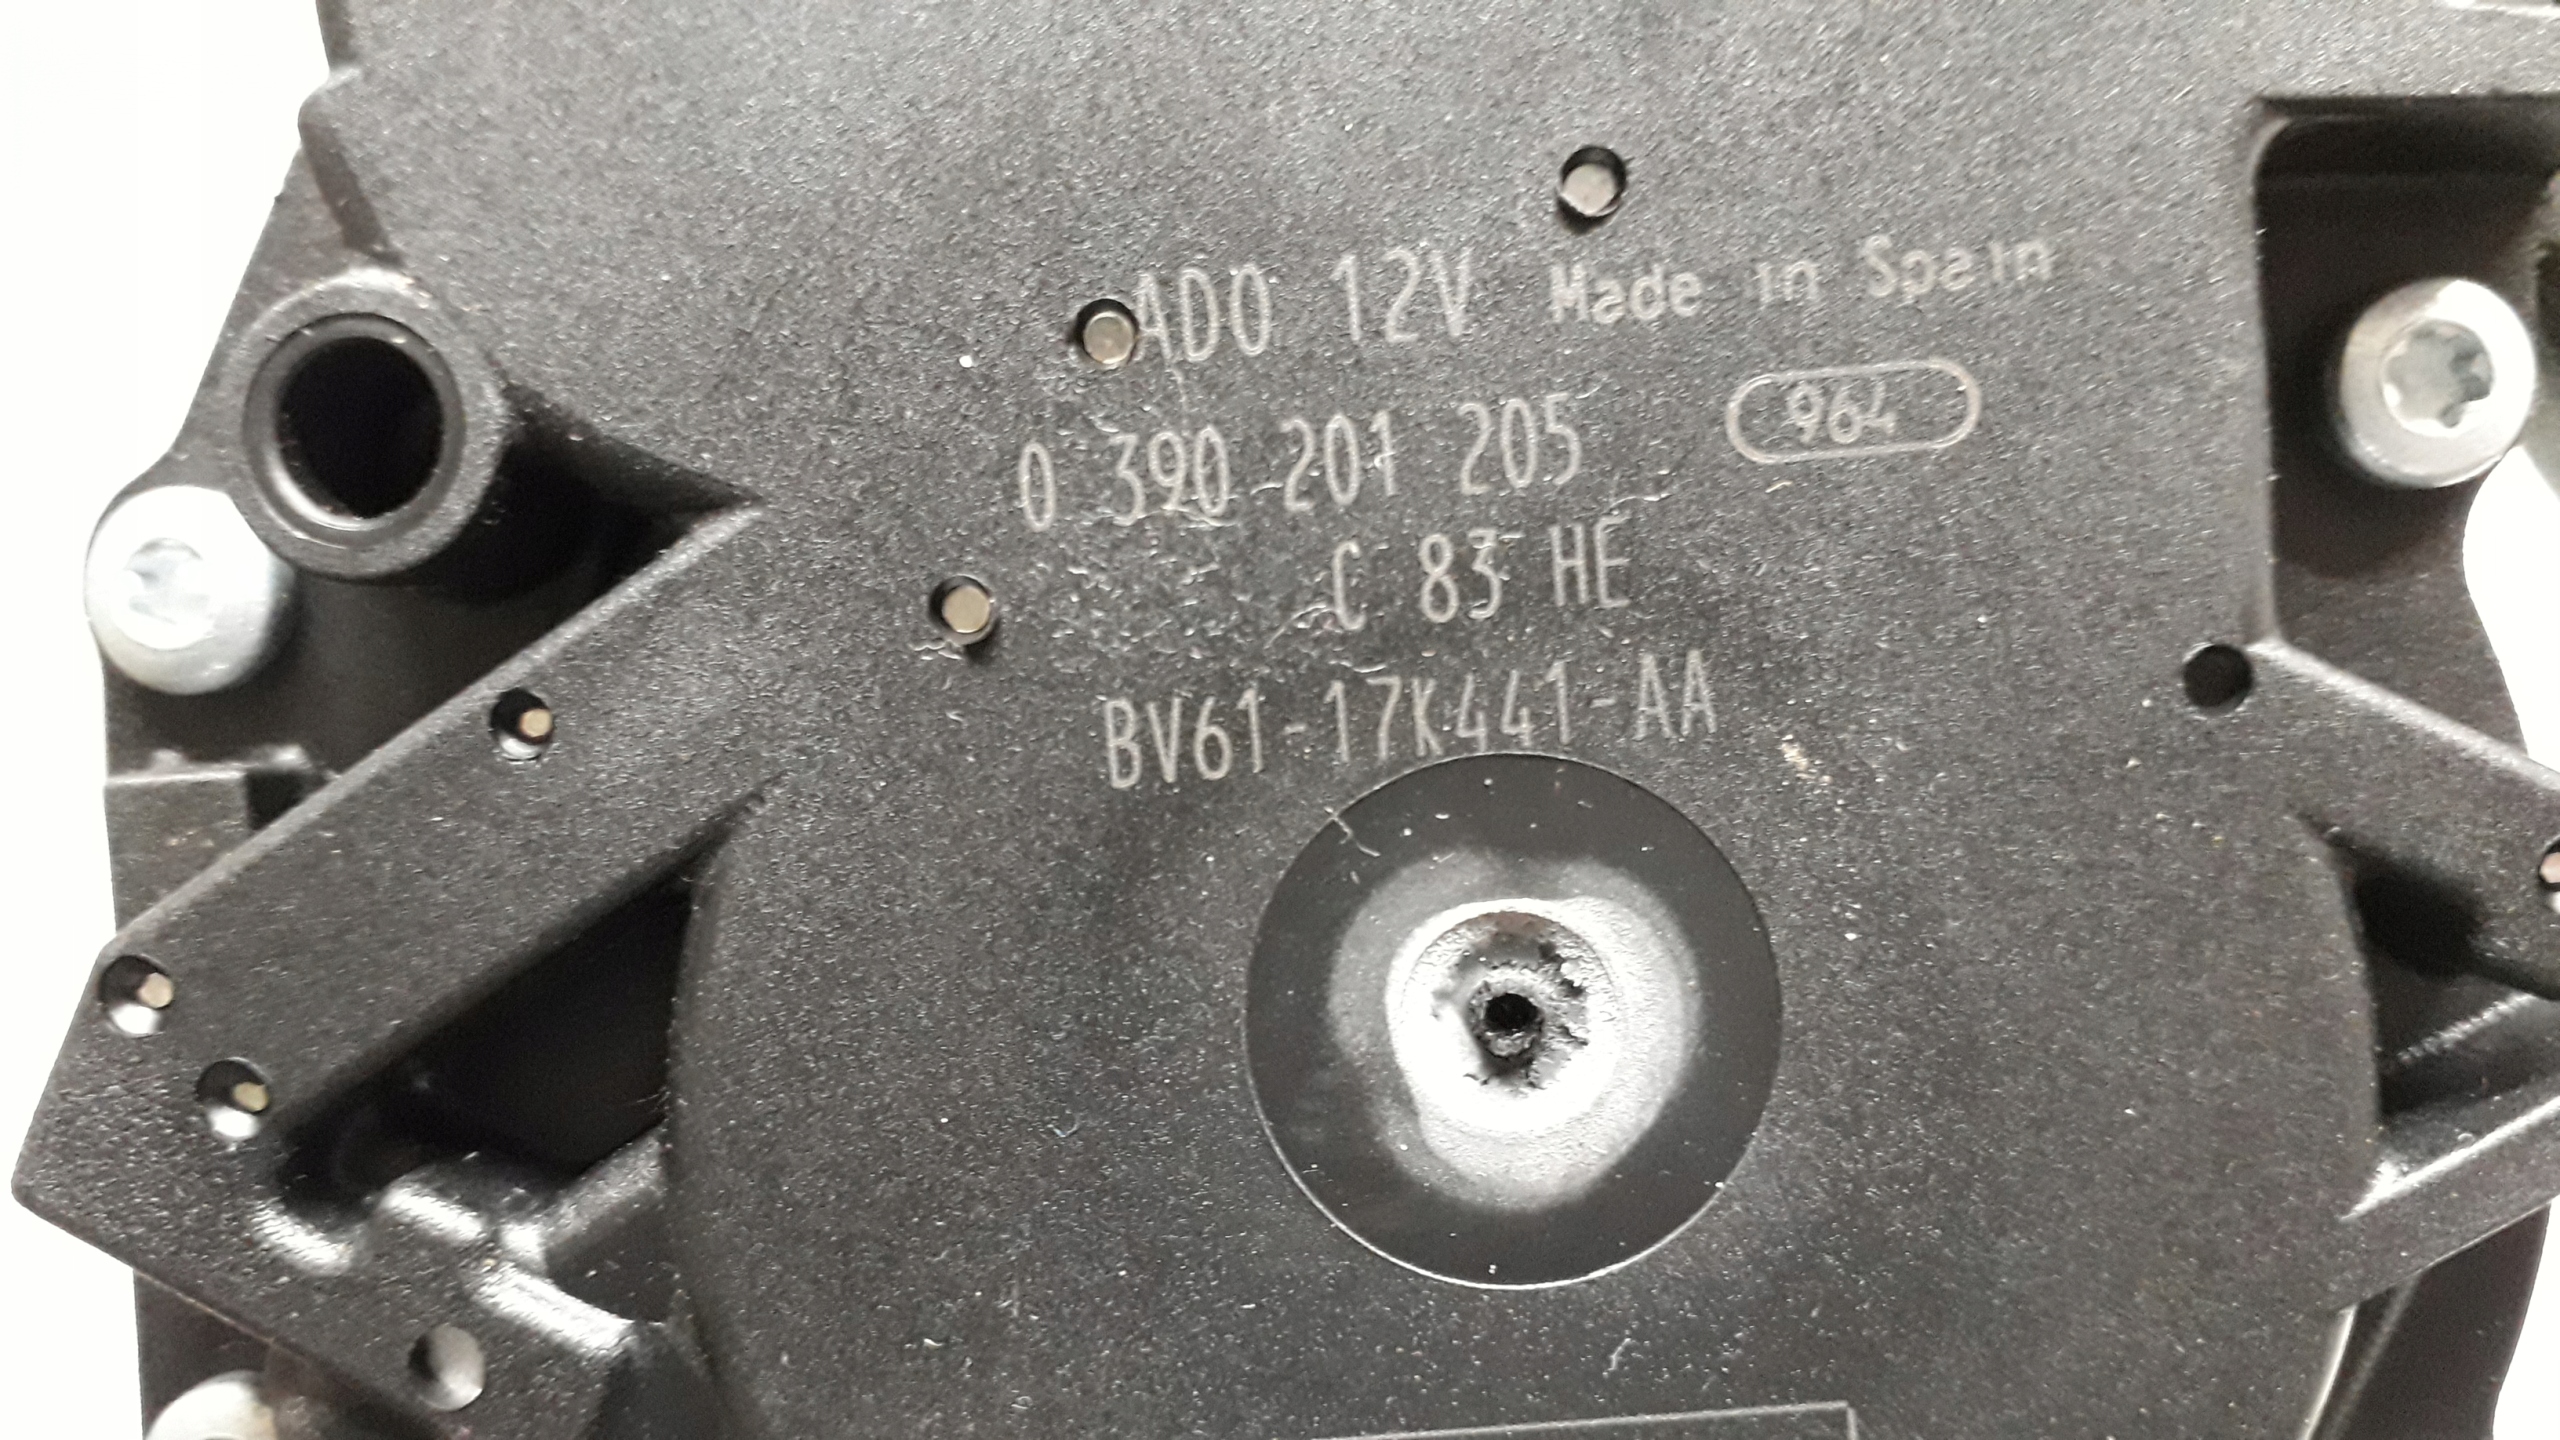 ADO 12V Made in Spain
0 390 201 205 964
C 83 HE
BV61-17K441-AA